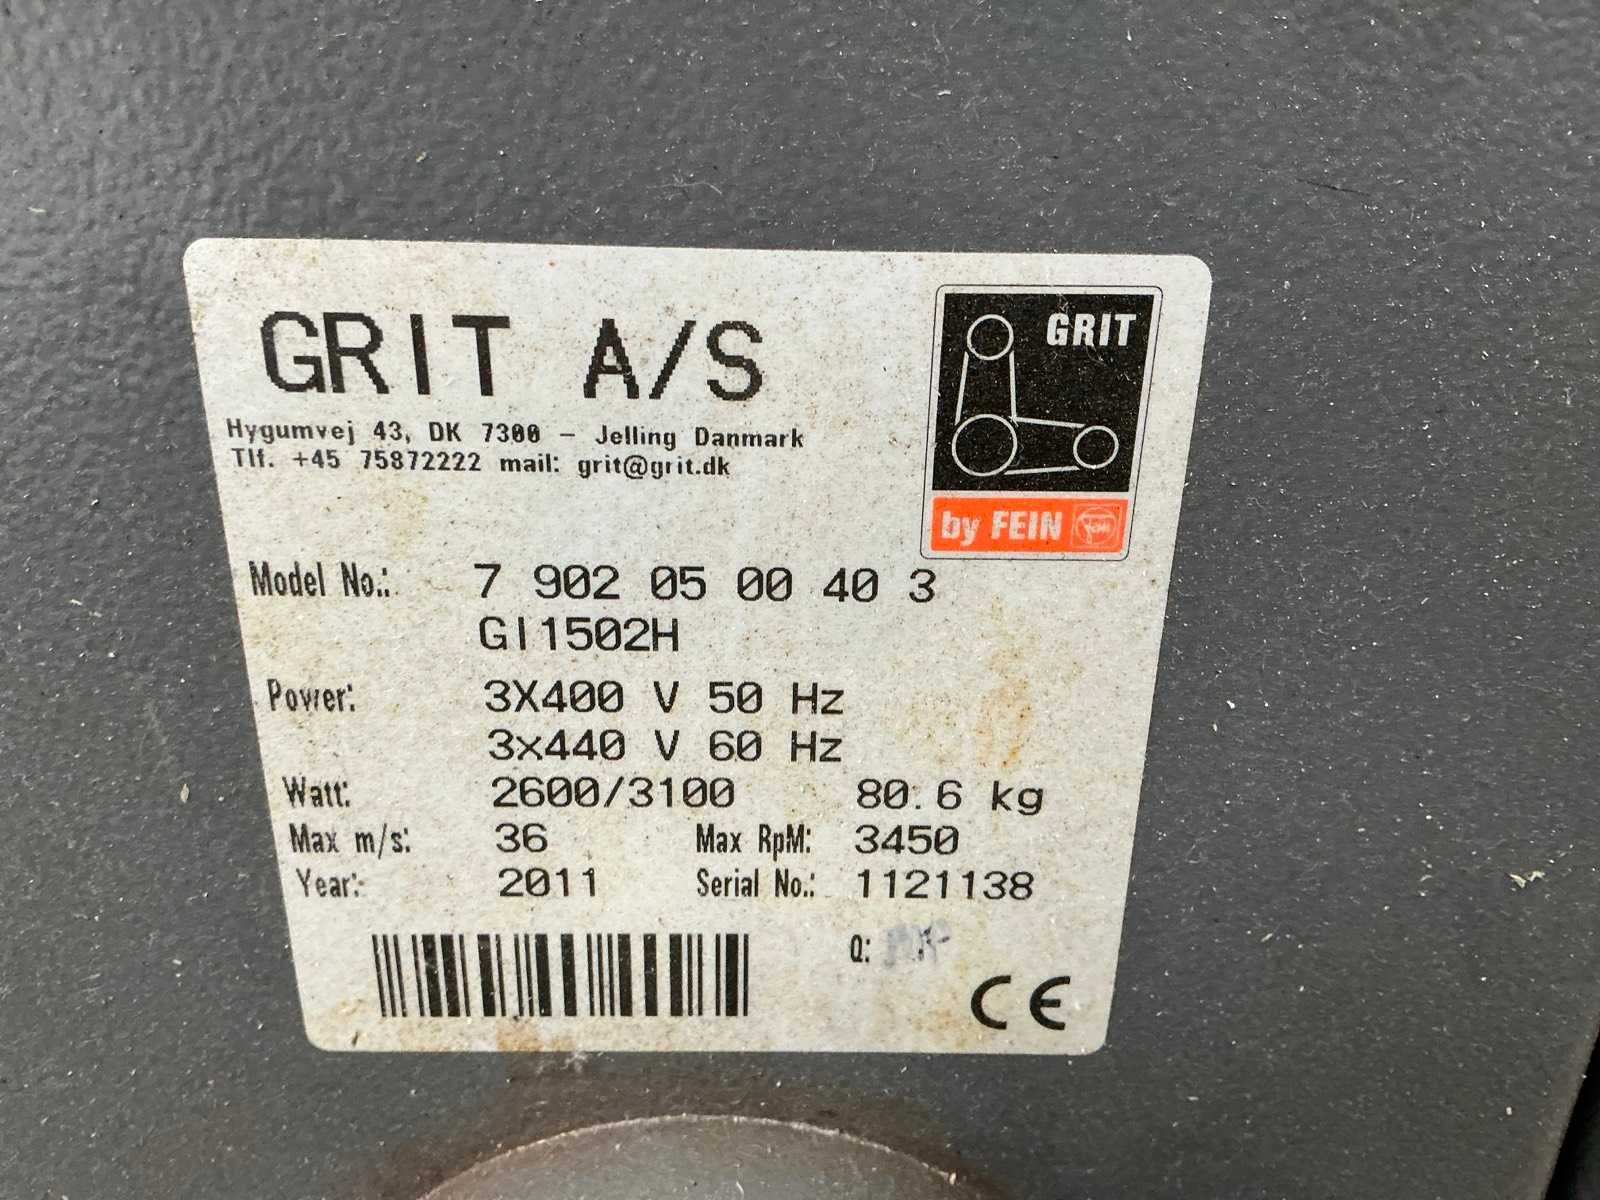 GRIT A/S
Hygumvej 43, DK 7300 - Jelling Danmark
Tlf. +45 75872222 mail: grit@grit.dk
GRIT
by FEIN
Model No.: 7 902 05 00 40 3
GI1502H
Power: 3X400 V 50 Hz
3x440 V 60 Hz
Watt: 2600/3100 80.6 kg
Max m/s: 36 Max RpM: 3450
Year: 2011 Serial No.: 1121138
Q:
CE